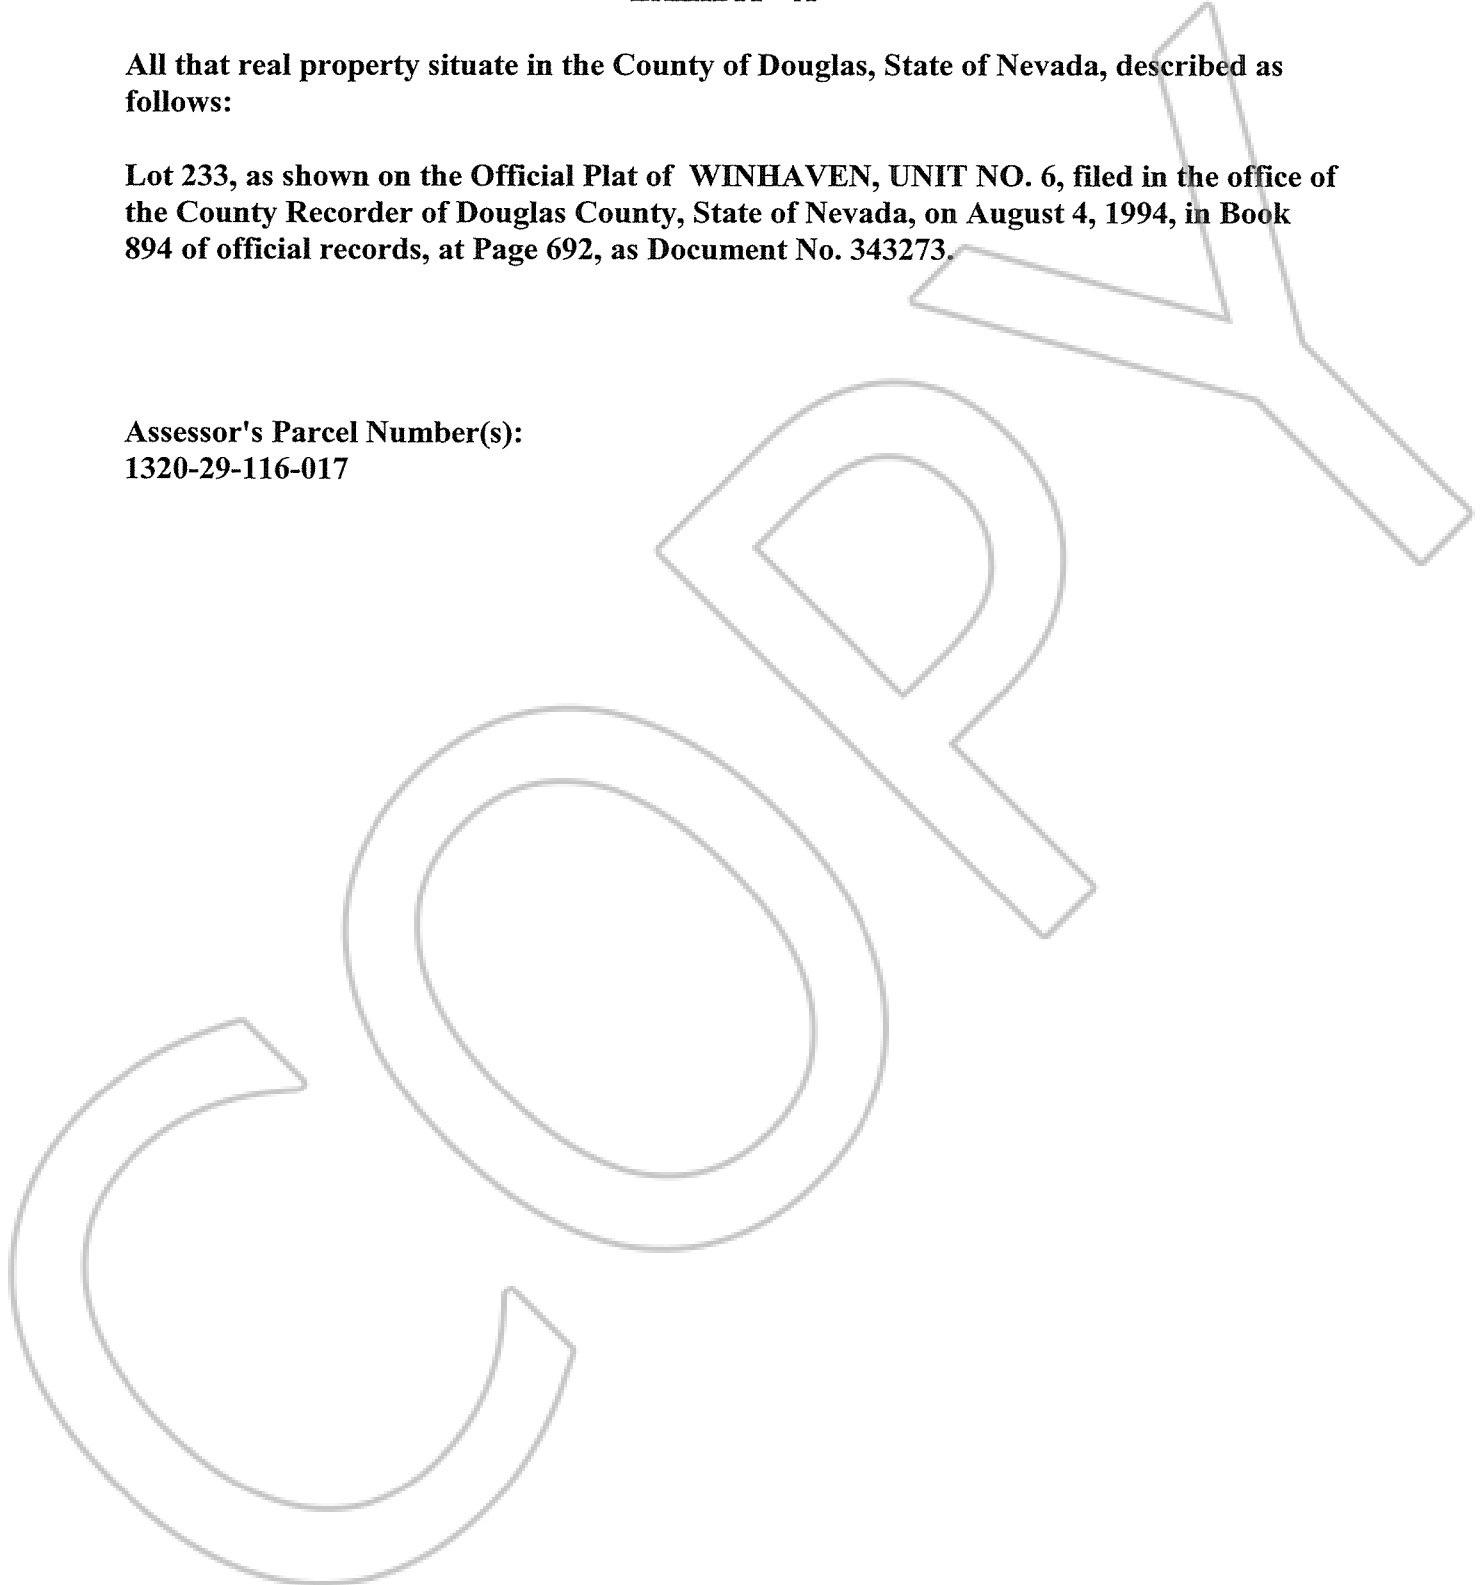 All that real property situate in the County of Douglas, State of Nevada, described as
follows:
Lot 233, as shown on the Official Plat of WINHAVEN, UNIT NO. 6, filed in the office of
the County Recorder of Douglas County, State of Nevada, on August 4, 1994, in Book
894 of official records, at Page 692, as Document No. 343273.
Assessor's Parcel Number(s):
1320-29-116-017
COPY